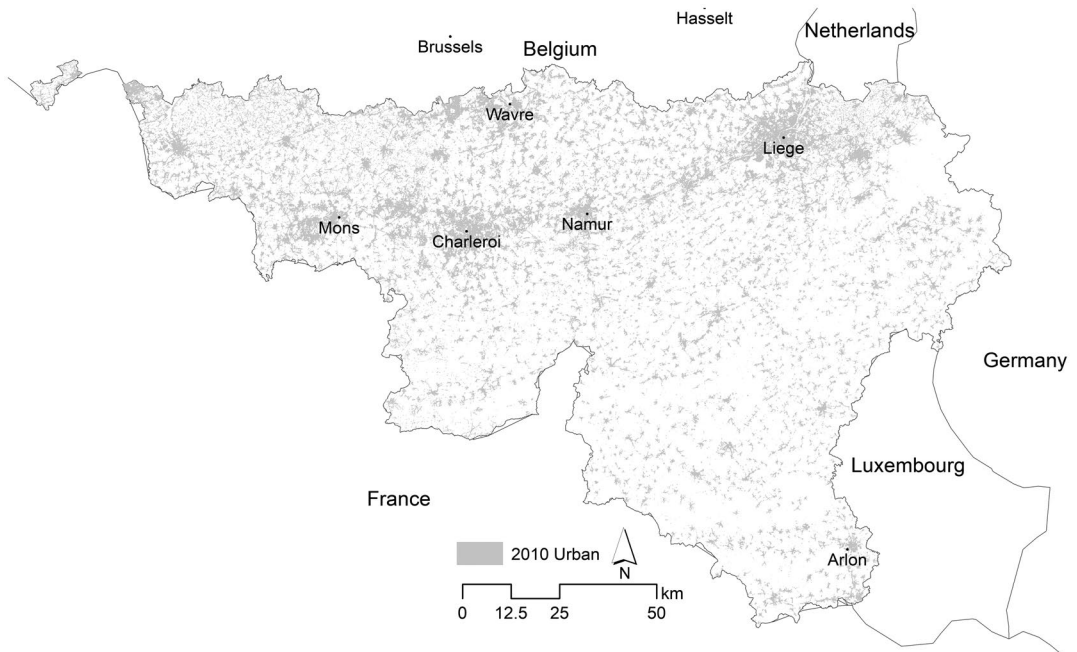 Hasselt
Netherlands
Brussels
Belgium
Wavre
Liege
Mons
Namur
Charleroi
Germany
Luxembourg
France
2010 Urban
N
Arlon
km
0 12.5 25 50